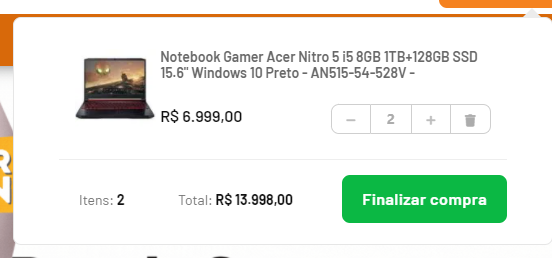 Notebook Gamer Acer Nitro 5 i5 8GB 1TB+128GB SSD
15.6" Windows 10 Preto - AN515-54-528V -
R$ 6.999,00
− 2 +
Itens: 2
Total: R$ 13.998,00
Finalizar compra